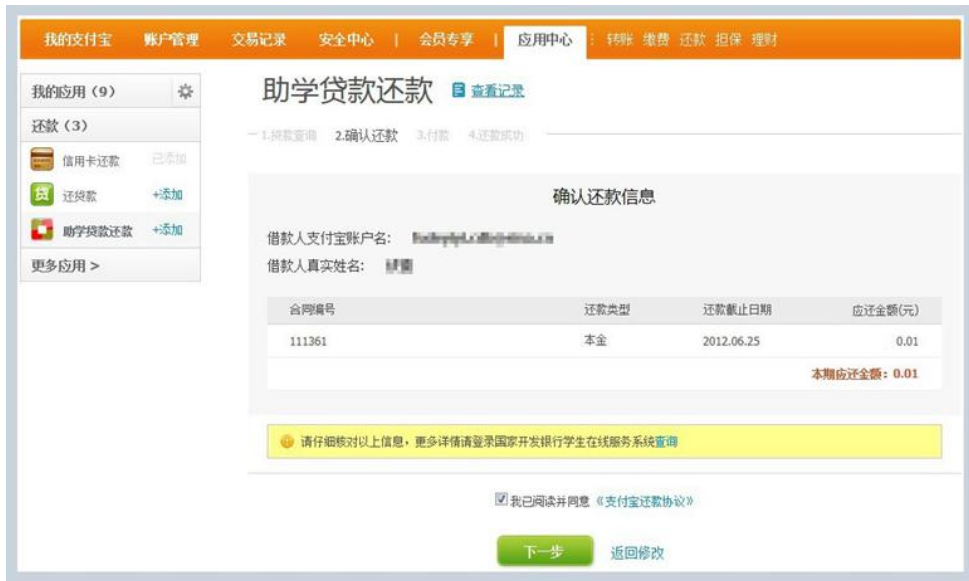 我的支付宝 账户管理 交易记录 安全中心 | 会员专享 | 应用中心 转账 缴费 还款 担保 理财
我的应用（9）
还款（3）
信用卡还款 已添加
还贷款 +添加
助学贷款还款 +添加
更多应用 >
助学贷款还款 查看记录
1.贷款查询 2.确认还款 3.付款 4.还款成功
确认还款信息
借款人支付宝账户名：
借款人真实姓名：
合同编号 还款类型 还款截止日期 应还金额(元)
111361 本金 2012.06.25 0.01
本期应还金额：0.01
请仔细核对以上信息，更多详情请登录国家开发银行学生在线服务系统查询
我已阅读并同意《支付宝还款协议》
下一步 返回修改